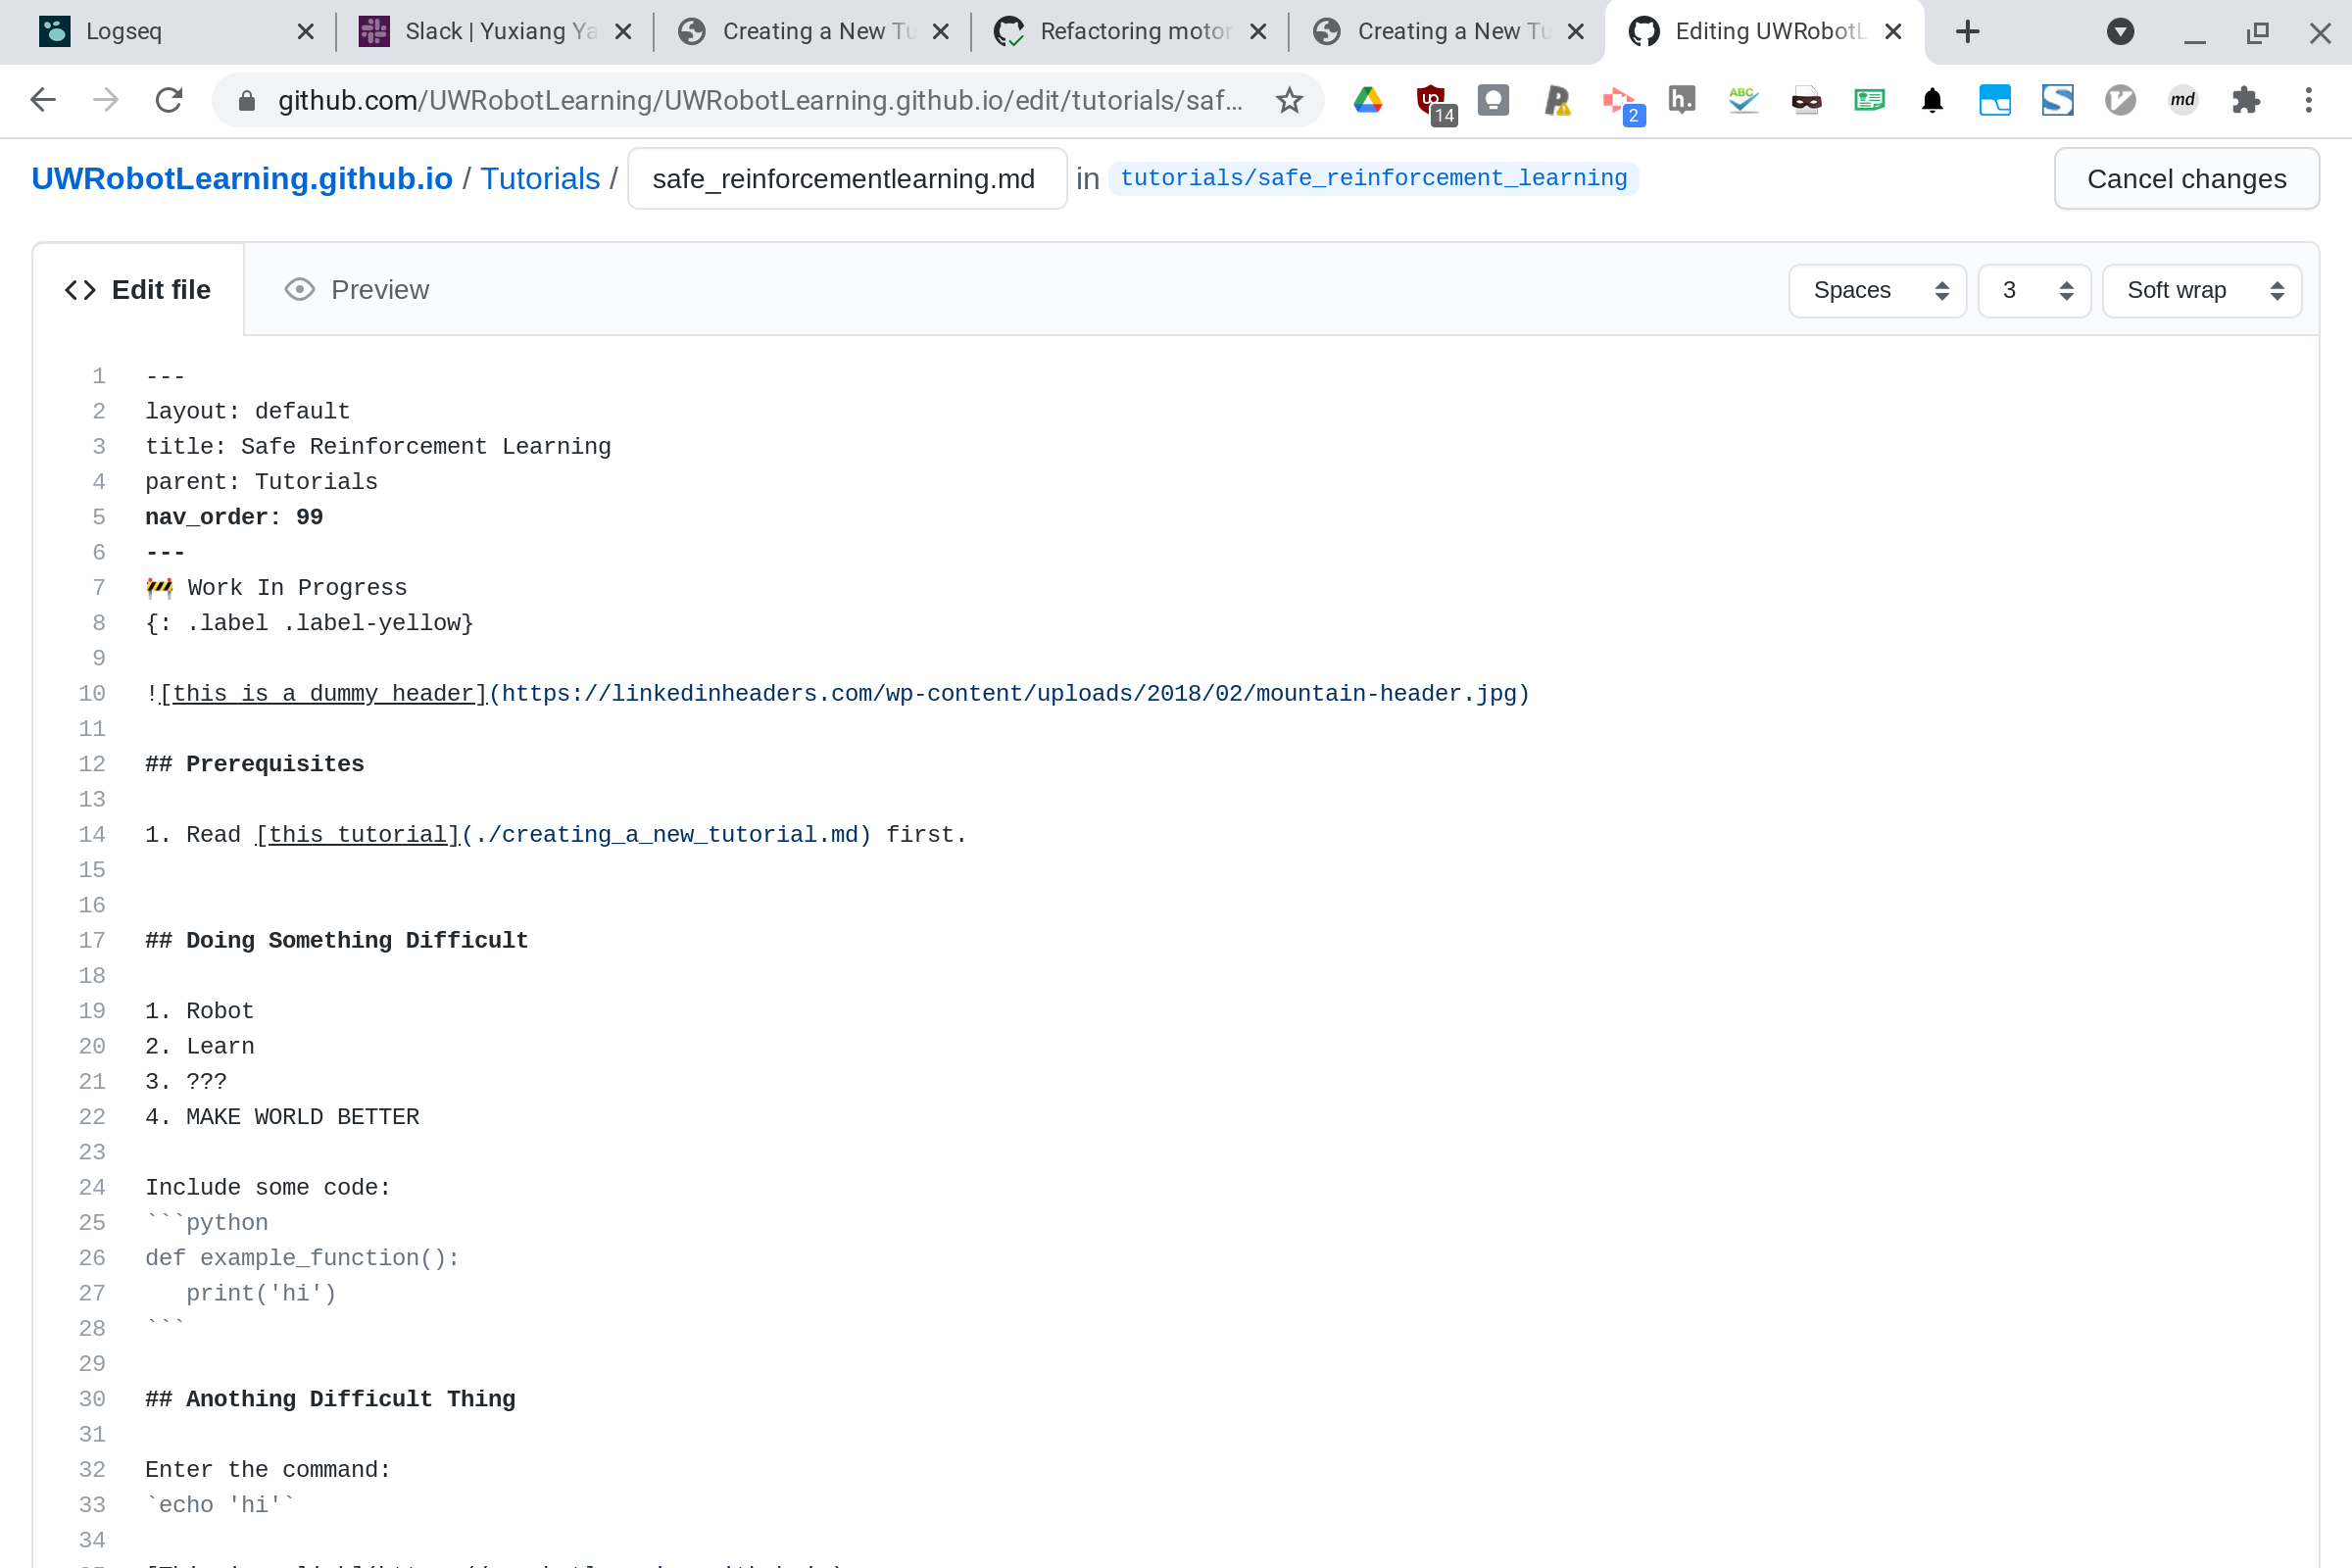 Logseq
Slack | Yuxiang Ya
Creating a New Tu
Refactoring motor
Creating a New Tu
Editing UWRobotL
github.com/UWRobotLearning/UWRobotLearning.github.io/edit/tutorials/saf...
14
2
h.
ABC
md
UWRobotLearning.github.io / Tutorials / safe_reinforcementlearning.md in tutorials/safe_reinforcement_learning
Cancel changes
Edit file
Preview
Spaces
3
Soft wrap
1 ---
2 layout: default
3 title: Safe Reinforcement Learning
4 parent: Tutorials
5 nav_order: 99
6 ---
7 🚧 Work In Progress
8 {: .label .label-yellow}
9
10 ![this is a dummy header](https://linkedinheaders.com/wp-content/uploads/2018/02/mountain-header.jpg)
11
12 ## Prerequisites
13
14 1. Read [this tutorial](./creating_a_new_tutorial.md) first.
15
16
17 ## Doing Something Difficult
18
19 1. Robot
20 2. Learn
21 3. ???
22 4. MAKE WORLD BETTER
23
24 Include some code:
25 ```python
26 def example_function():
27    print('hi')
28 ```
29
30 ## Anothing Difficult Thing
31
32 Enter the command:
33 `echo 'hi'`
34